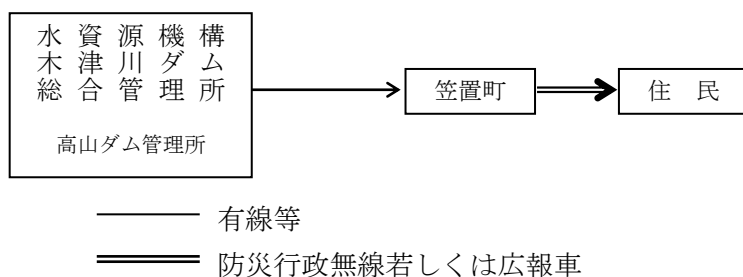 水資源機構
木津川ダム
総合管理所
高山ダム管理所
笠置町
住　民
有線等
防災行政無線若しくは広報車